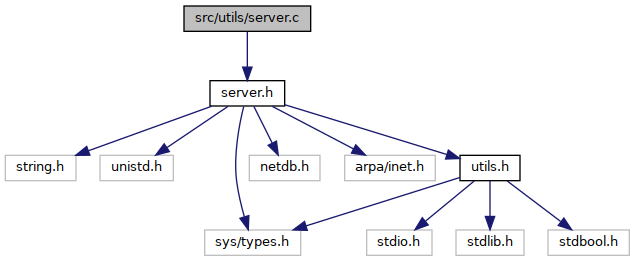 src/utils/server.c
server.h
string.h
unistd.h
netdb.h
arpa/inet.h
utils.h
sys/types.h
stdio.h
stdlib.h
stdbool.h